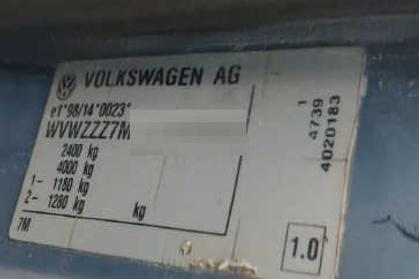 VOLKSWAGEN AG
e1*98/14*0023*
WVWZZZ7M
2400 kg
4000 kg
1- 1180 kg
2- 1280 kg
kg
7M
1
4739
4020183
1.0